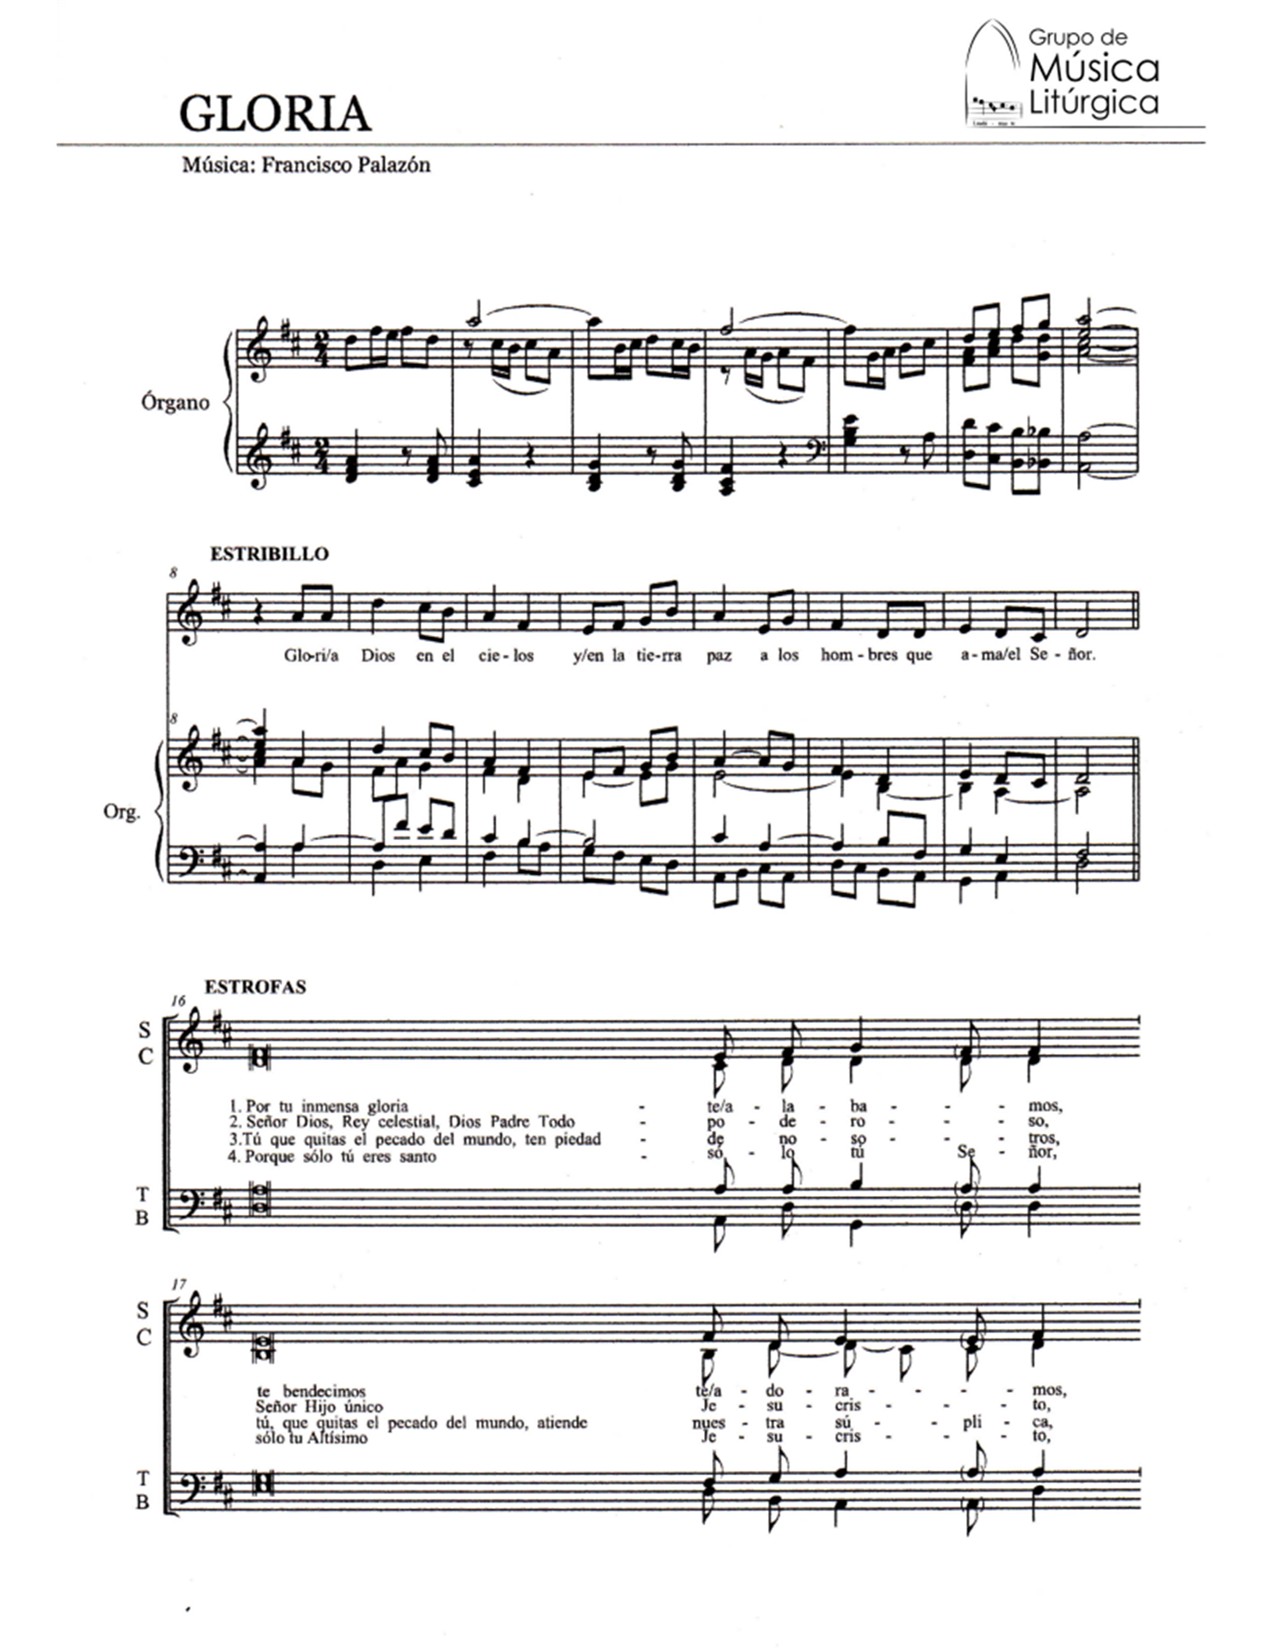 Grupo de
Música
Litúrgica
GLORIA
Música: Francisco Palazón
Órgano
ESTRIBILLO
8
Glo-ri/a Dios en el cie - los y/en la tie-rra paz a los hom - bres que a - ma/el Se - ñor.
8
Org.
ESTROFAS
16
S
C
1. Por tu inmensa gloria - te/a - la - ba - - - mos,
2. Señor Dios, Rey celestial, Dios Padre Todo - po - de - ro - - - so,
3.Tú que quitas el pecado del mundo, ten piedad - de - no - so - - - tros,
4. Porque sólo tú eres santo - só - lo tú Se - ñor,
T
B
17
S
C
te bendecimos te/a - do - ra - - - - mos,
Señor Hijo único Je - su - cris - - - - to,
tú, que quitas el pecado del mundo, atiende nues - tra sú - - pli - ca,
sólo tu Altísimo Je - su - cris - - - - to,
T
B